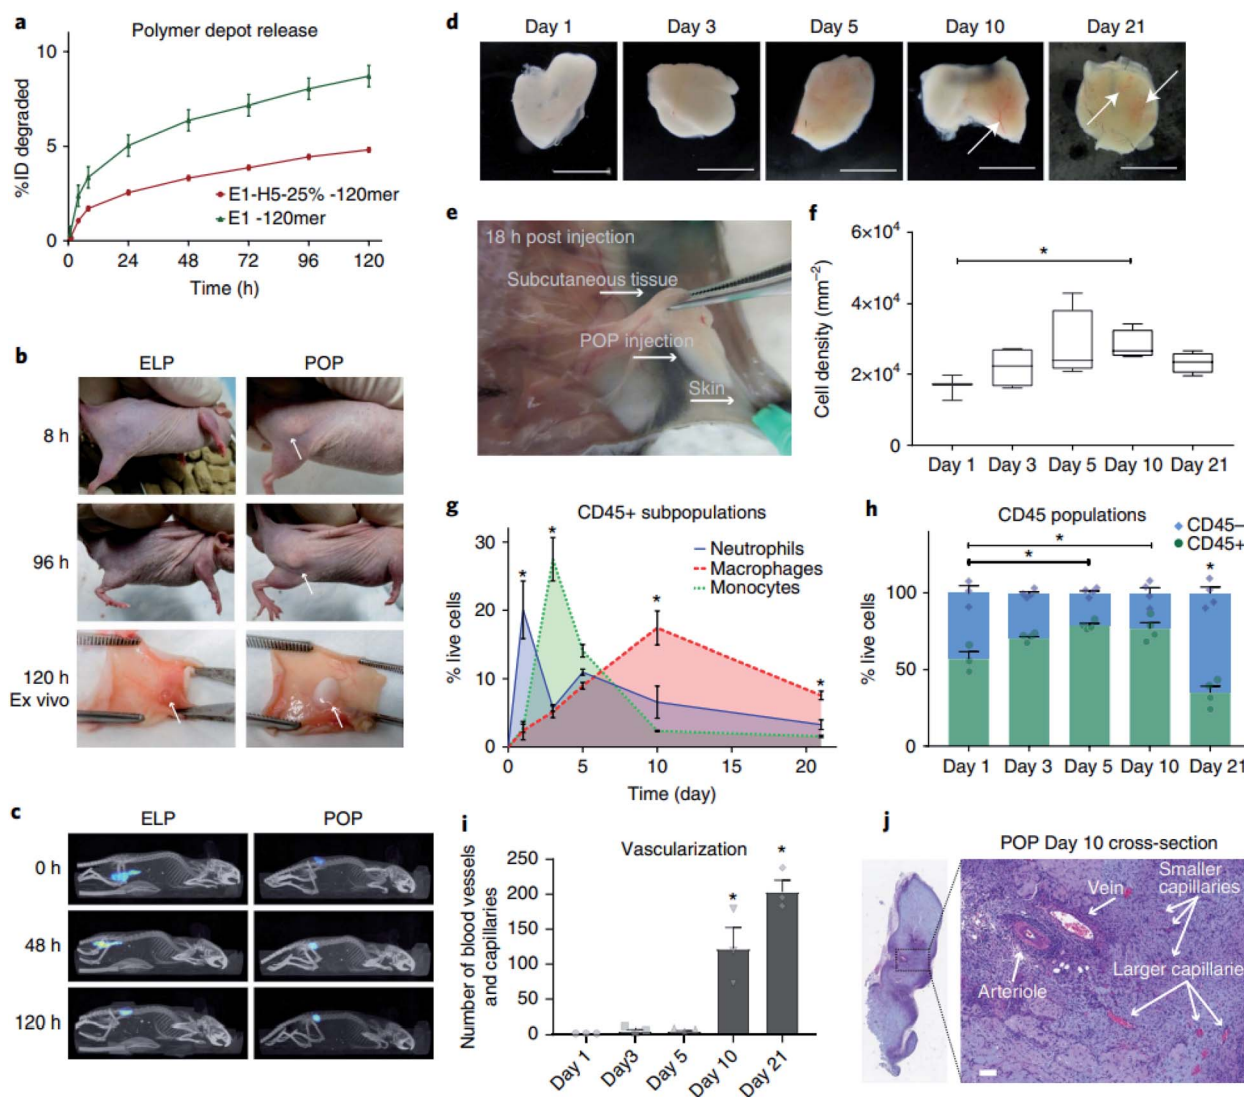 a
Polymer depot release
10
5
0
%ID degraded
E1-H5-25% -120mer
E1 -120mer
0 24 48 72 96 120
Time (h)
b
ELP POP
8 h
96 h
120 h
Ex vivo
c
ELP POP
0 h
48 h
120 h
d
Day 1 Day 3 Day 5 Day 10 Day 21
e
18 h post injection
Subcutaneous tissue
POP injection
Skin
f
6×10⁴
4×10⁴
2×10⁴
0
Cell density (mm⁻²)
*
Day 1 Day 3 Day 5 Day 10 Day 21
g
CD45+ subpopulations
30
20
10
0
% live cells
Neutrophils
Macrophages
Monocytes
* * * *
0 5 10 15 20
Time (day)
h
CD45 populations
CD45–
CD45+
* * *
100
50
0
% live cells
Day 1 Day 3 Day 5 Day 10 Day 21
i
Vascularization
250
200
150
100
50
0
Number of blood vessels
and capillaries
* *
Day 1 Day3 Day 5 Day 10 Day 21
j
POP Day 10 cross-section
Smaller
capillaries
Vein
Larger capillarie
Arteriole